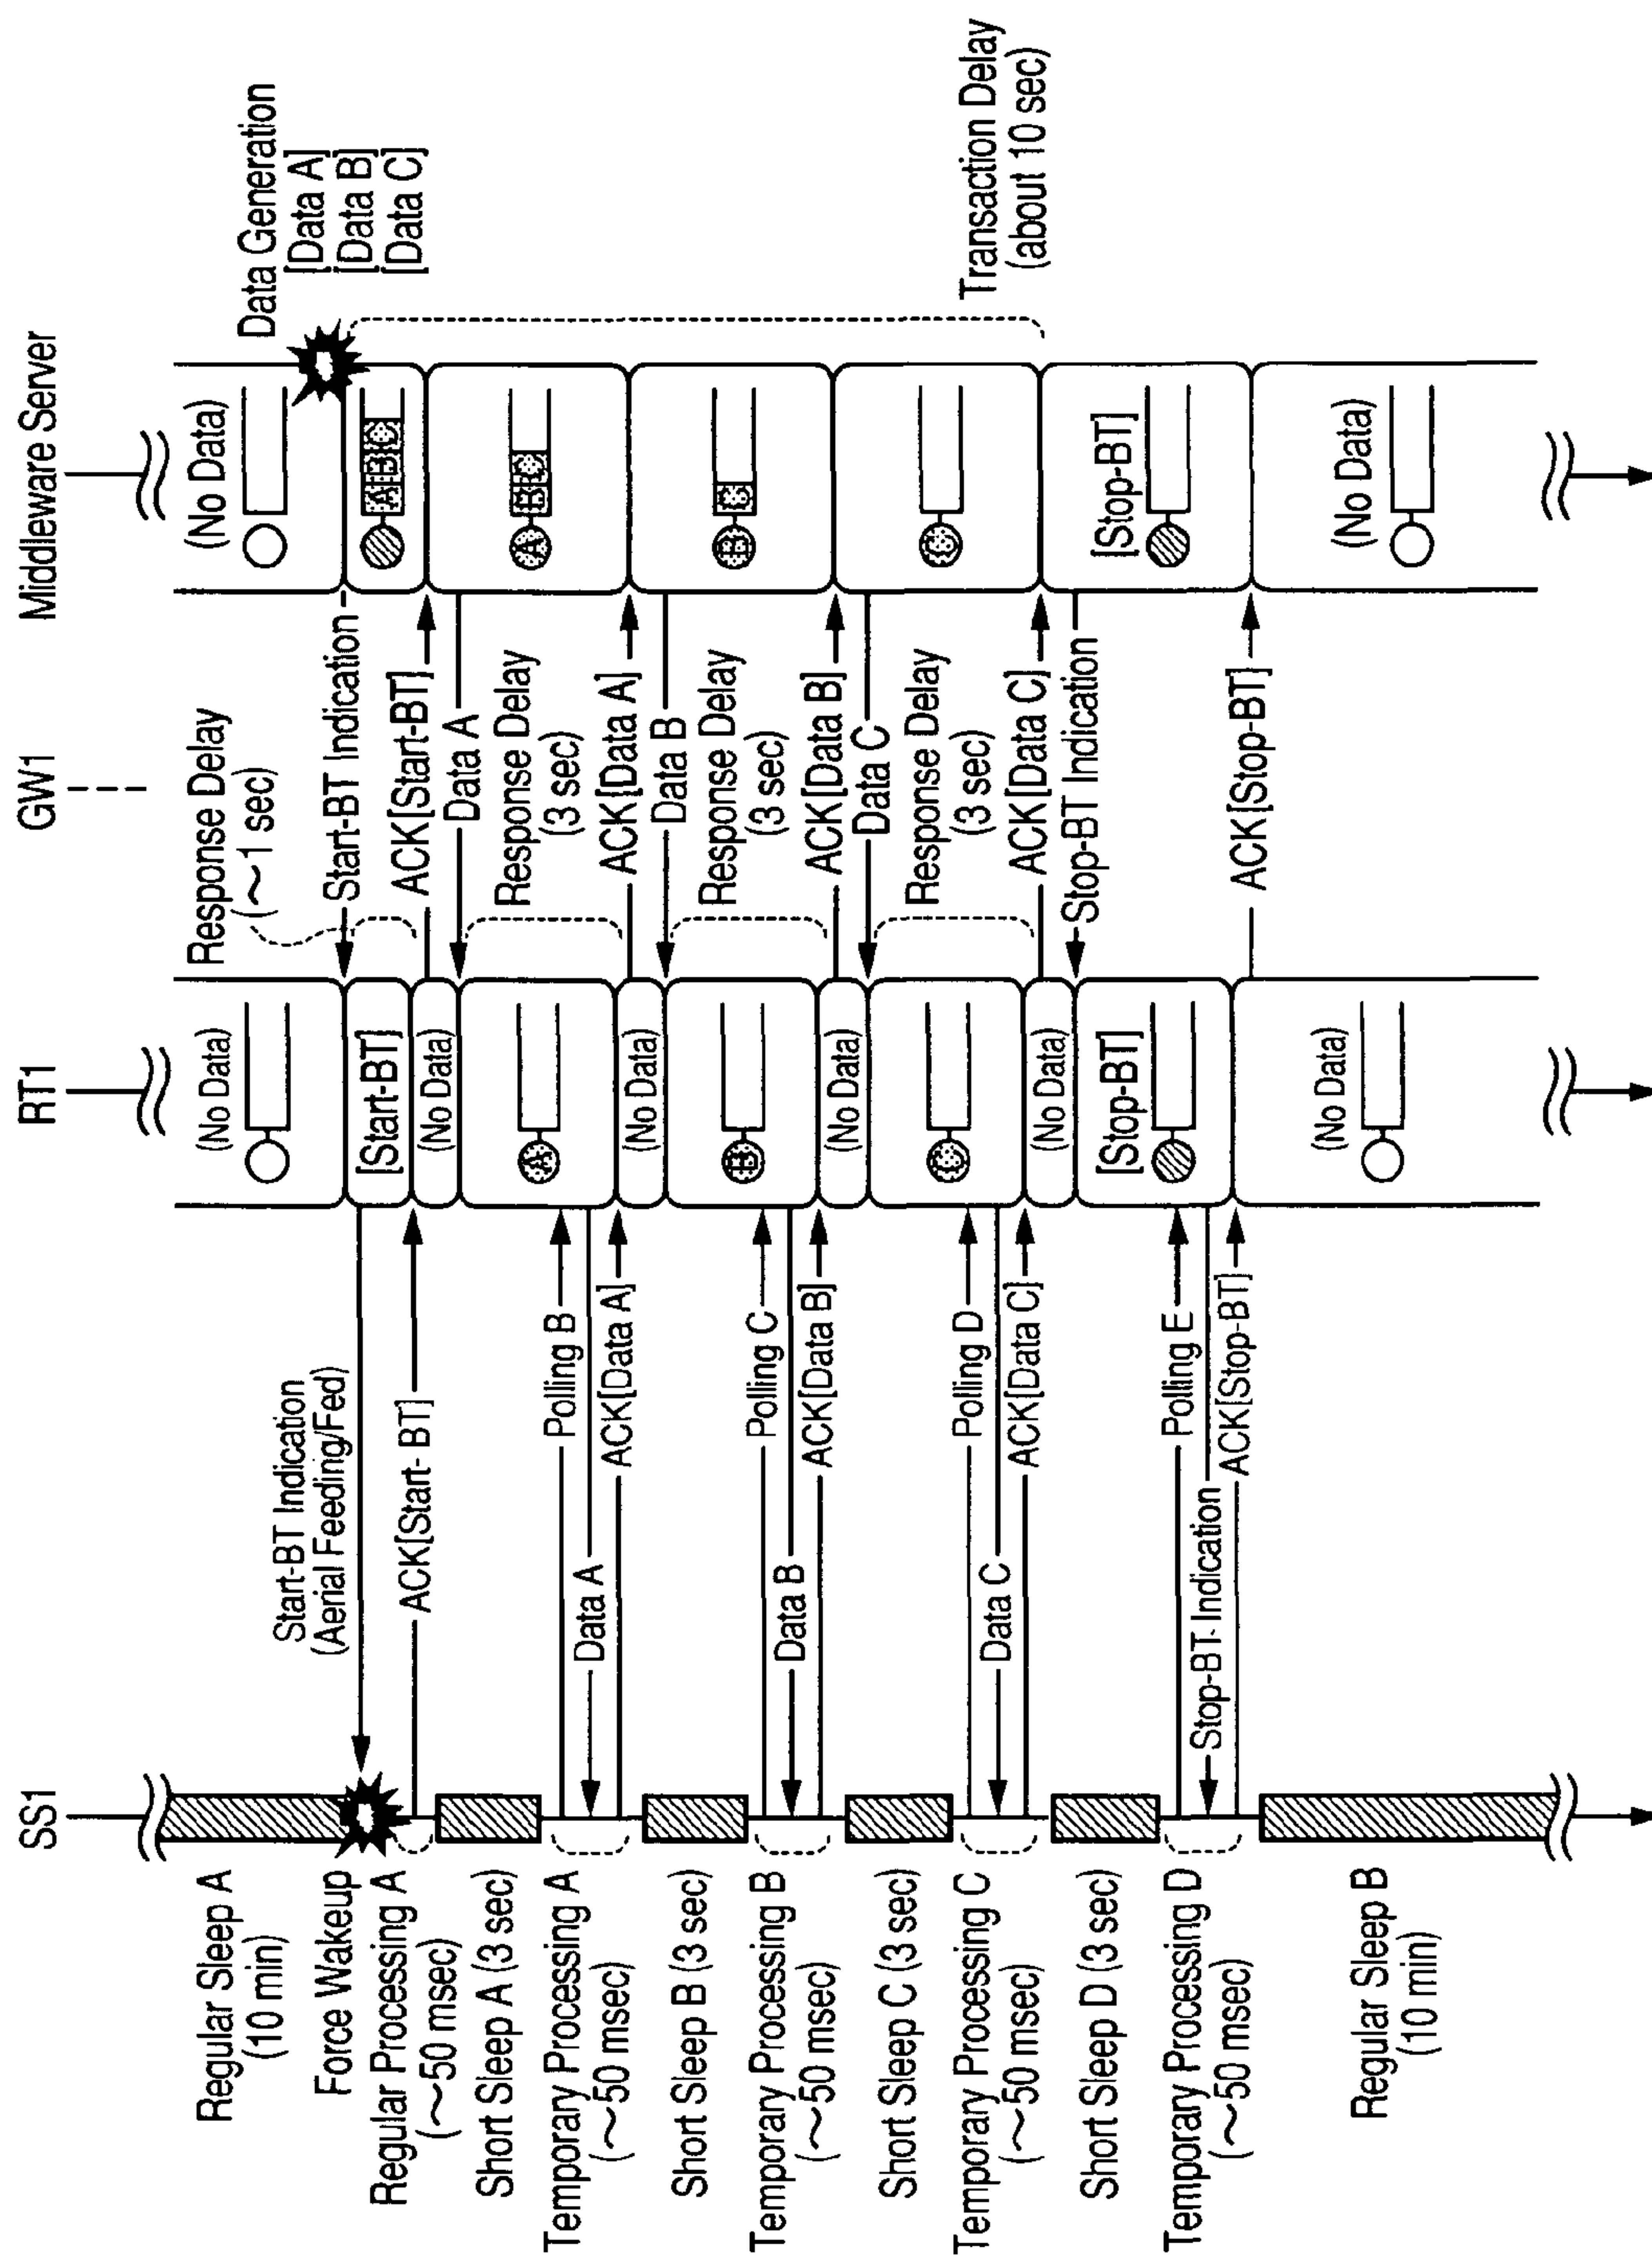 SS1
RT1
GW1
Middleware Server
Regular Sleep A
(10 min)
Force Wakeup
Regular Processing A
(~50 msec)
Short Sleep A (3 sec)
Temporary Processing A
(~50 msec)
Short Sleep B (3 sec)
Temporary Processing B
(~50 msec)
Short Sleep C (3 sec)
Temporary Processing C
(~50 msec)
Short Sleep D (3 sec)
Temporary Processing D
(~50 msec)
Regular Sleep B
(10 min)
Start-BT Indication
(Aerial Feeding/Fed)
ACK[Start- BT]
Polling B
Data A
ACK[Data A]
Polling C
Data B
ACK[Data B]
Polling D
Data C
ACK[Data C]
Polling E
Stop-BT Indication
ACK[Stop-BT]
(No Data)
[Start-BT]
(No Data)
A
(No Data)
B
(No Data)
C
(No Data)
[Stop-BT]
(No Data)
Response Delay
(~1 sec)
Start-BT Indication
ACK[Start-BT]
Data A
Response Delay
(3 sec)
ACK[Data A]
Data B
Response Delay
(3 sec)
ACK[Data B]
Data C
Response Delay
(3 sec)
ACK[Data C]
Stop-BT Indication
ACK[Stop-BT]
(No Data)
A B C
A B C
B C
C
[Stop-BT]
(No Data)
Data Generation
[Data A]
[Data B]
[Data C]
Transaction Delay
(about 10 sec)